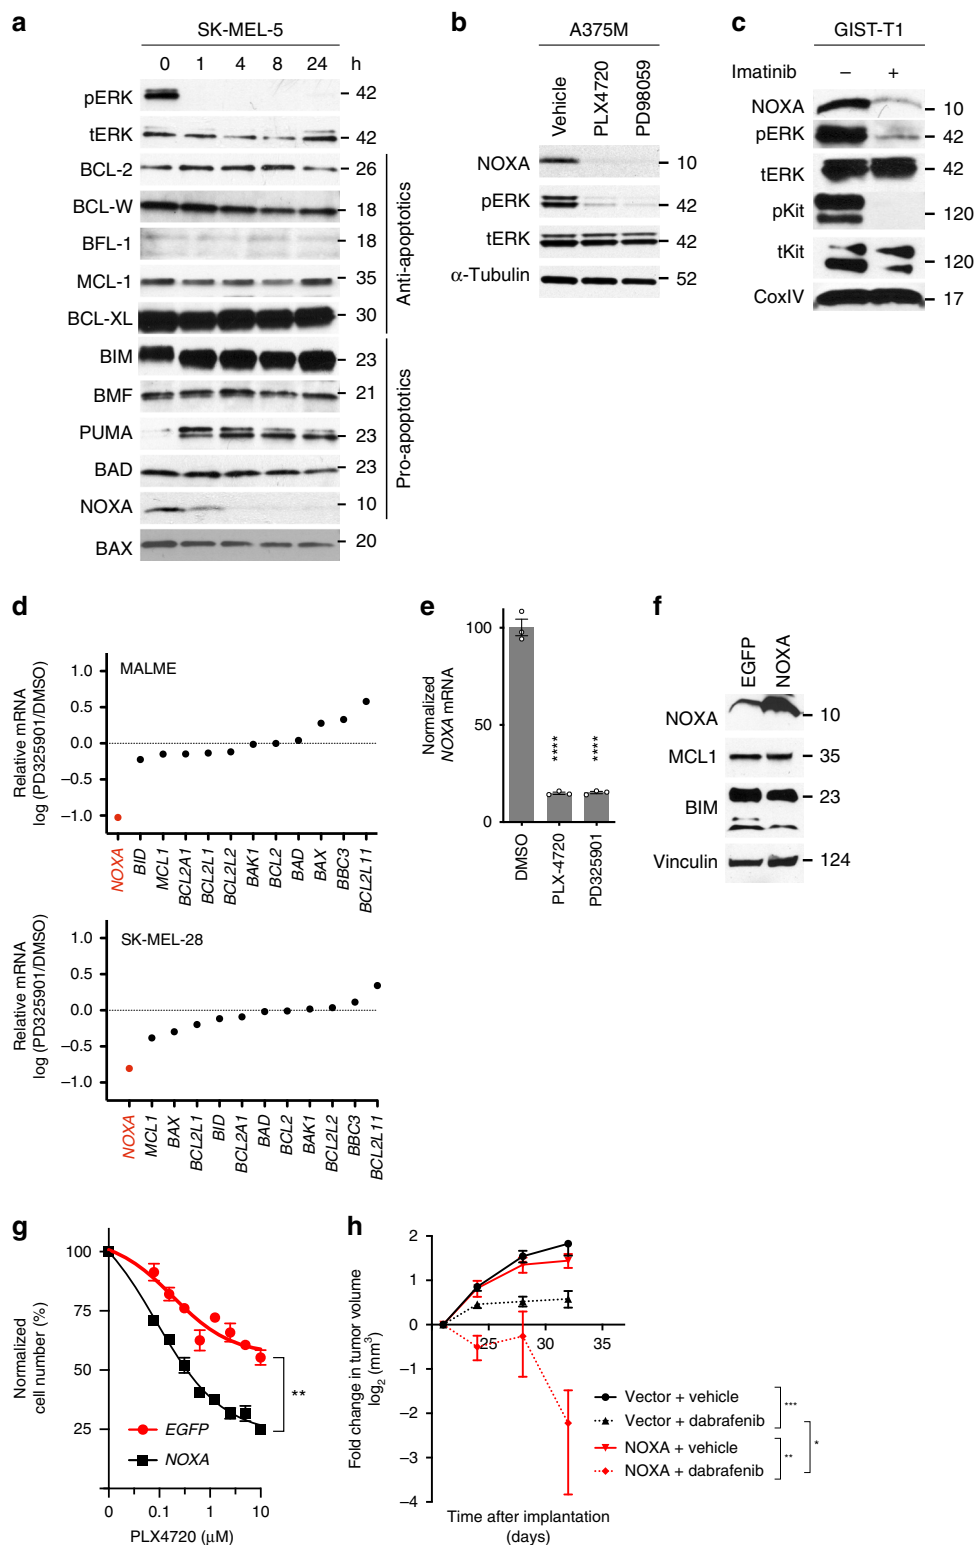 a
SK-MEL-5
0 1 4 8 24 h
pERK 42
tERK 42
BCL-2 26
BCL-W 18
BFL-1 18
MCL-1 35
BCL-XL 30
BIM 23
BMF 21
PUMA 23
BAD 23
NOXA 10
BAX 20
Anti-apoptotics
Pro-apoptotics
b
A375M
Vehicle
PLX4720
PD98059
NOXA 10
pERK 42
tERK 42
α-Tubulin 52
c
GIST-T1
Imatinib – +
NOXA 10
pERK 42
tERK 42
pKit 120
tKit 120
CoxIV 17
d
Relative mRNA
log (PD325901/DMSO)
MALME
1.0
0.5
0.0
–0.5
–1.0
NOXA
BID
MCL1
BCL2A1
BCL2L1
BCL2L2
BAK1
BCL2
BAD
BAX
BBC3
BCL2L11
Relative mRNA
log (PD325901/DMSO)
SK-MEL-28
1.0
0.5
0.0
–0.5
–1.0
NOXA
MCL1
BAX
BCL2L1
BID
BCL2A1
BAD
BCL2
BAK1
BCL2L2
BBC3
BCL2L11
e
Normalized
NOXA mRNA
100
50
0
****
****
DMSO
PLX-4720
PD325901
f
EGFP
NOXA
NOXA 10
MCL1 35
BIM 23
Vinculin 124
g
Normalized
cell number (%)
100
75
50
25
**
EGFP
NOXA
0 0.1 1 10
PLX4720 (μM)
h
Fold change in tumor volume
log2 (mm3)
2
1
0
–1
–2
–3
–4
25 30 35
Vector + vehicle
Vector + dabrafenib
NOXA + vehicle
NOXA + dabrafenib
***
**
*
Time after implantation
(days)